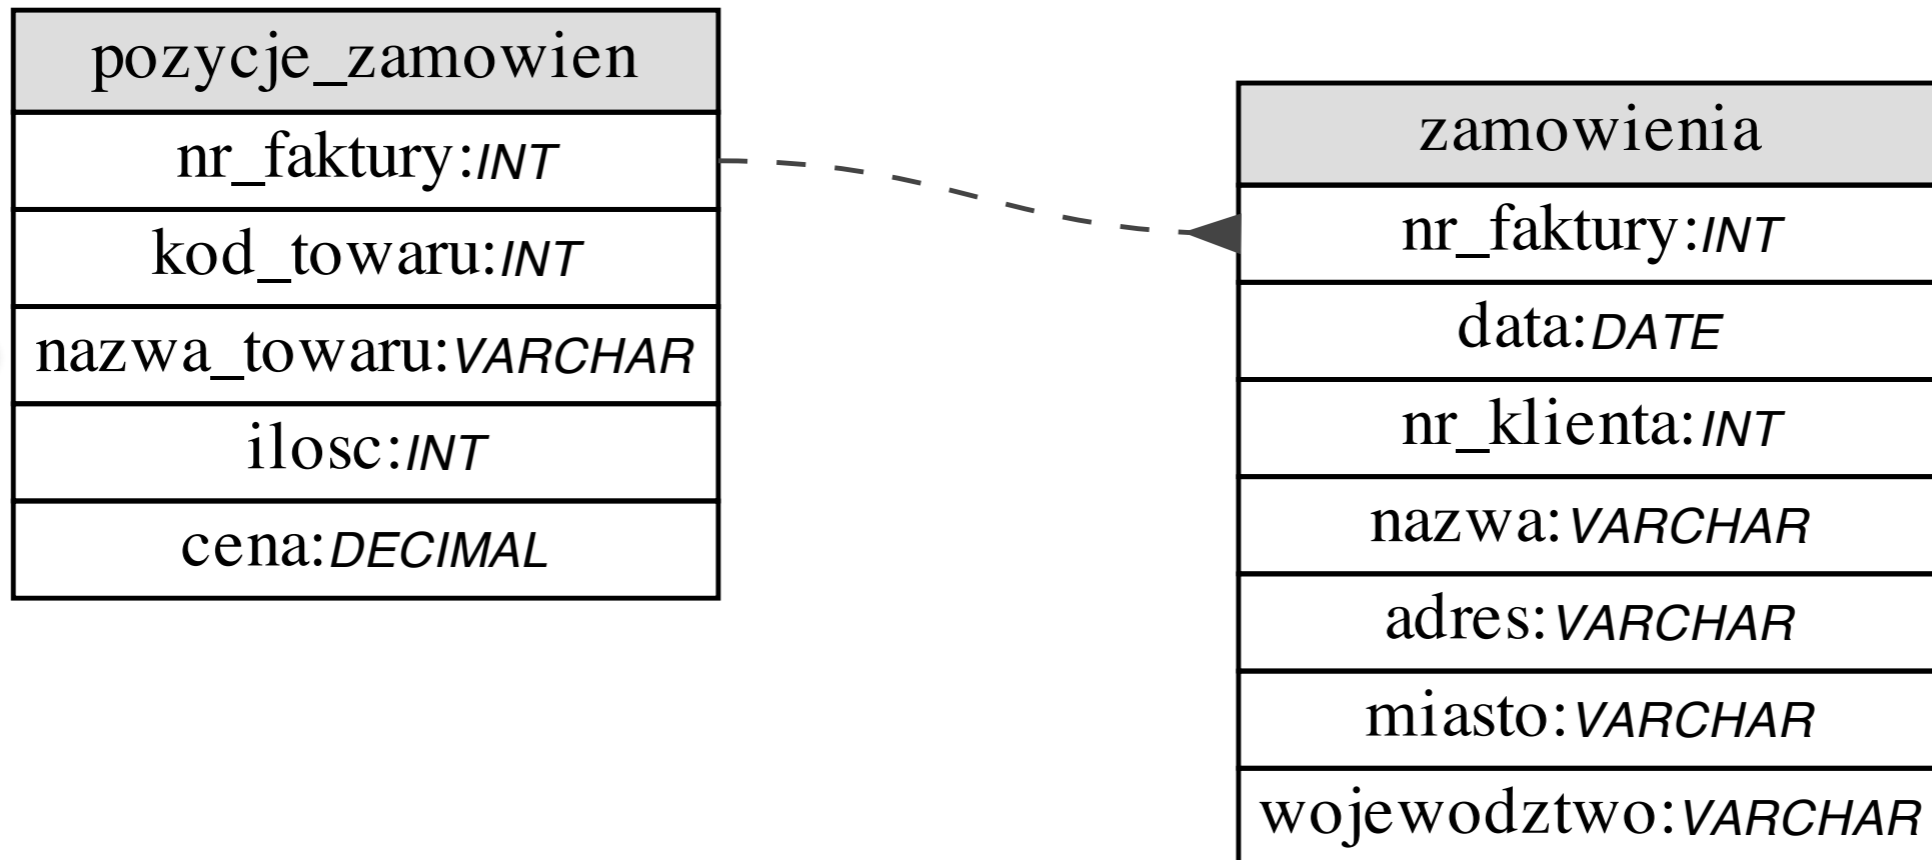 pozycje_zamowien
nr_faktury:INT
kod_towaru:INT
nazwa_towaru:VARCHAR
ilosc:INT
cena:DECIMAL
zamowienia
nr_faktury:INT
data:DATE
nr_klienta:INT
nazwa:VARCHAR
adres:VARCHAR
miasto:VARCHAR
wojewodztwo:VARCHAR